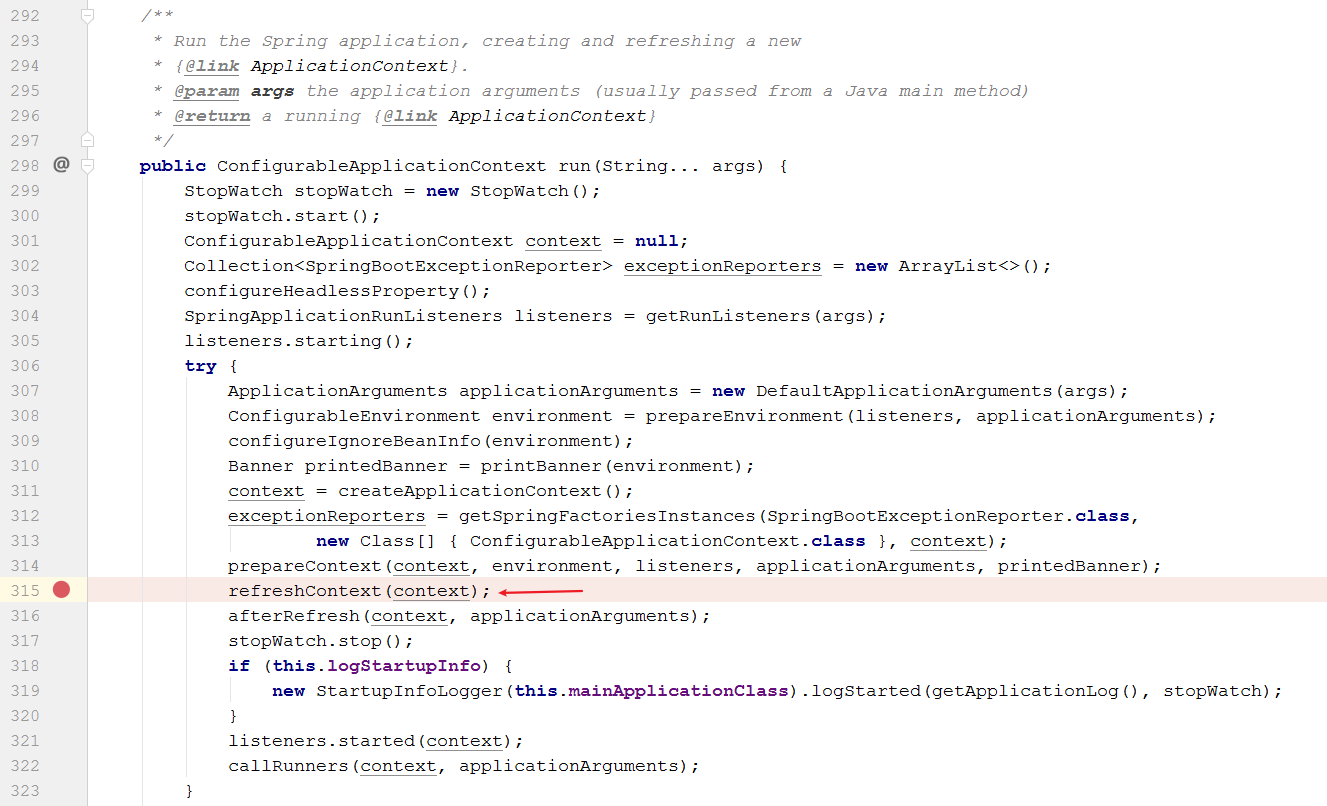 292 /**
293 * Run the Spring application, creating and refreshing a new
294 * {@link ApplicationContext}.
295 * @param args the application arguments (usually passed from a Java main method)
296 * @return a running {@link ApplicationContext}
297 */
298 @ public ConfigurableApplicationContext run(String... args) {
299 StopWatch stopWatch = new StopWatch();
300 stopWatch.start();
301 ConfigurableApplicationContext context = null;
302 Collection<SpringBootExceptionReporter> exceptionReporters = new ArrayList<>();
303 configureHeadlessProperty();
304 SpringApplicationRunListeners listeners = getRunListeners(args);
305 listeners.starting();
306 try {
307 ApplicationArguments applicationArguments = new DefaultApplicationArguments(args);
308 ConfigurableEnvironment environment = prepareEnvironment(listeners, applicationArguments);
309 configureIgnoreBeanInfo(environment);
310 Banner printedBanner = printBanner(environment);
311 context = createApplicationContext();
312 exceptionReporters = getSpringFactoriesInstances(SpringBootExceptionReporter.class,
313 new Class[] { ConfigurableApplicationContext.class }, context);
314 prepareContext(context, environment, listeners, applicationArguments, printedBanner);
315 refreshContext(context);
316 afterRefresh(context, applicationArguments);
317 stopWatch.stop();
318 if (this.logStartupInfo) {
319 new StartupInfoLogger(this.mainApplicationClass).logStarted(getApplicationLog(), stopWatch);
320 }
321 listeners.started(context);
322 callRunners(context, applicationArguments);
323 }